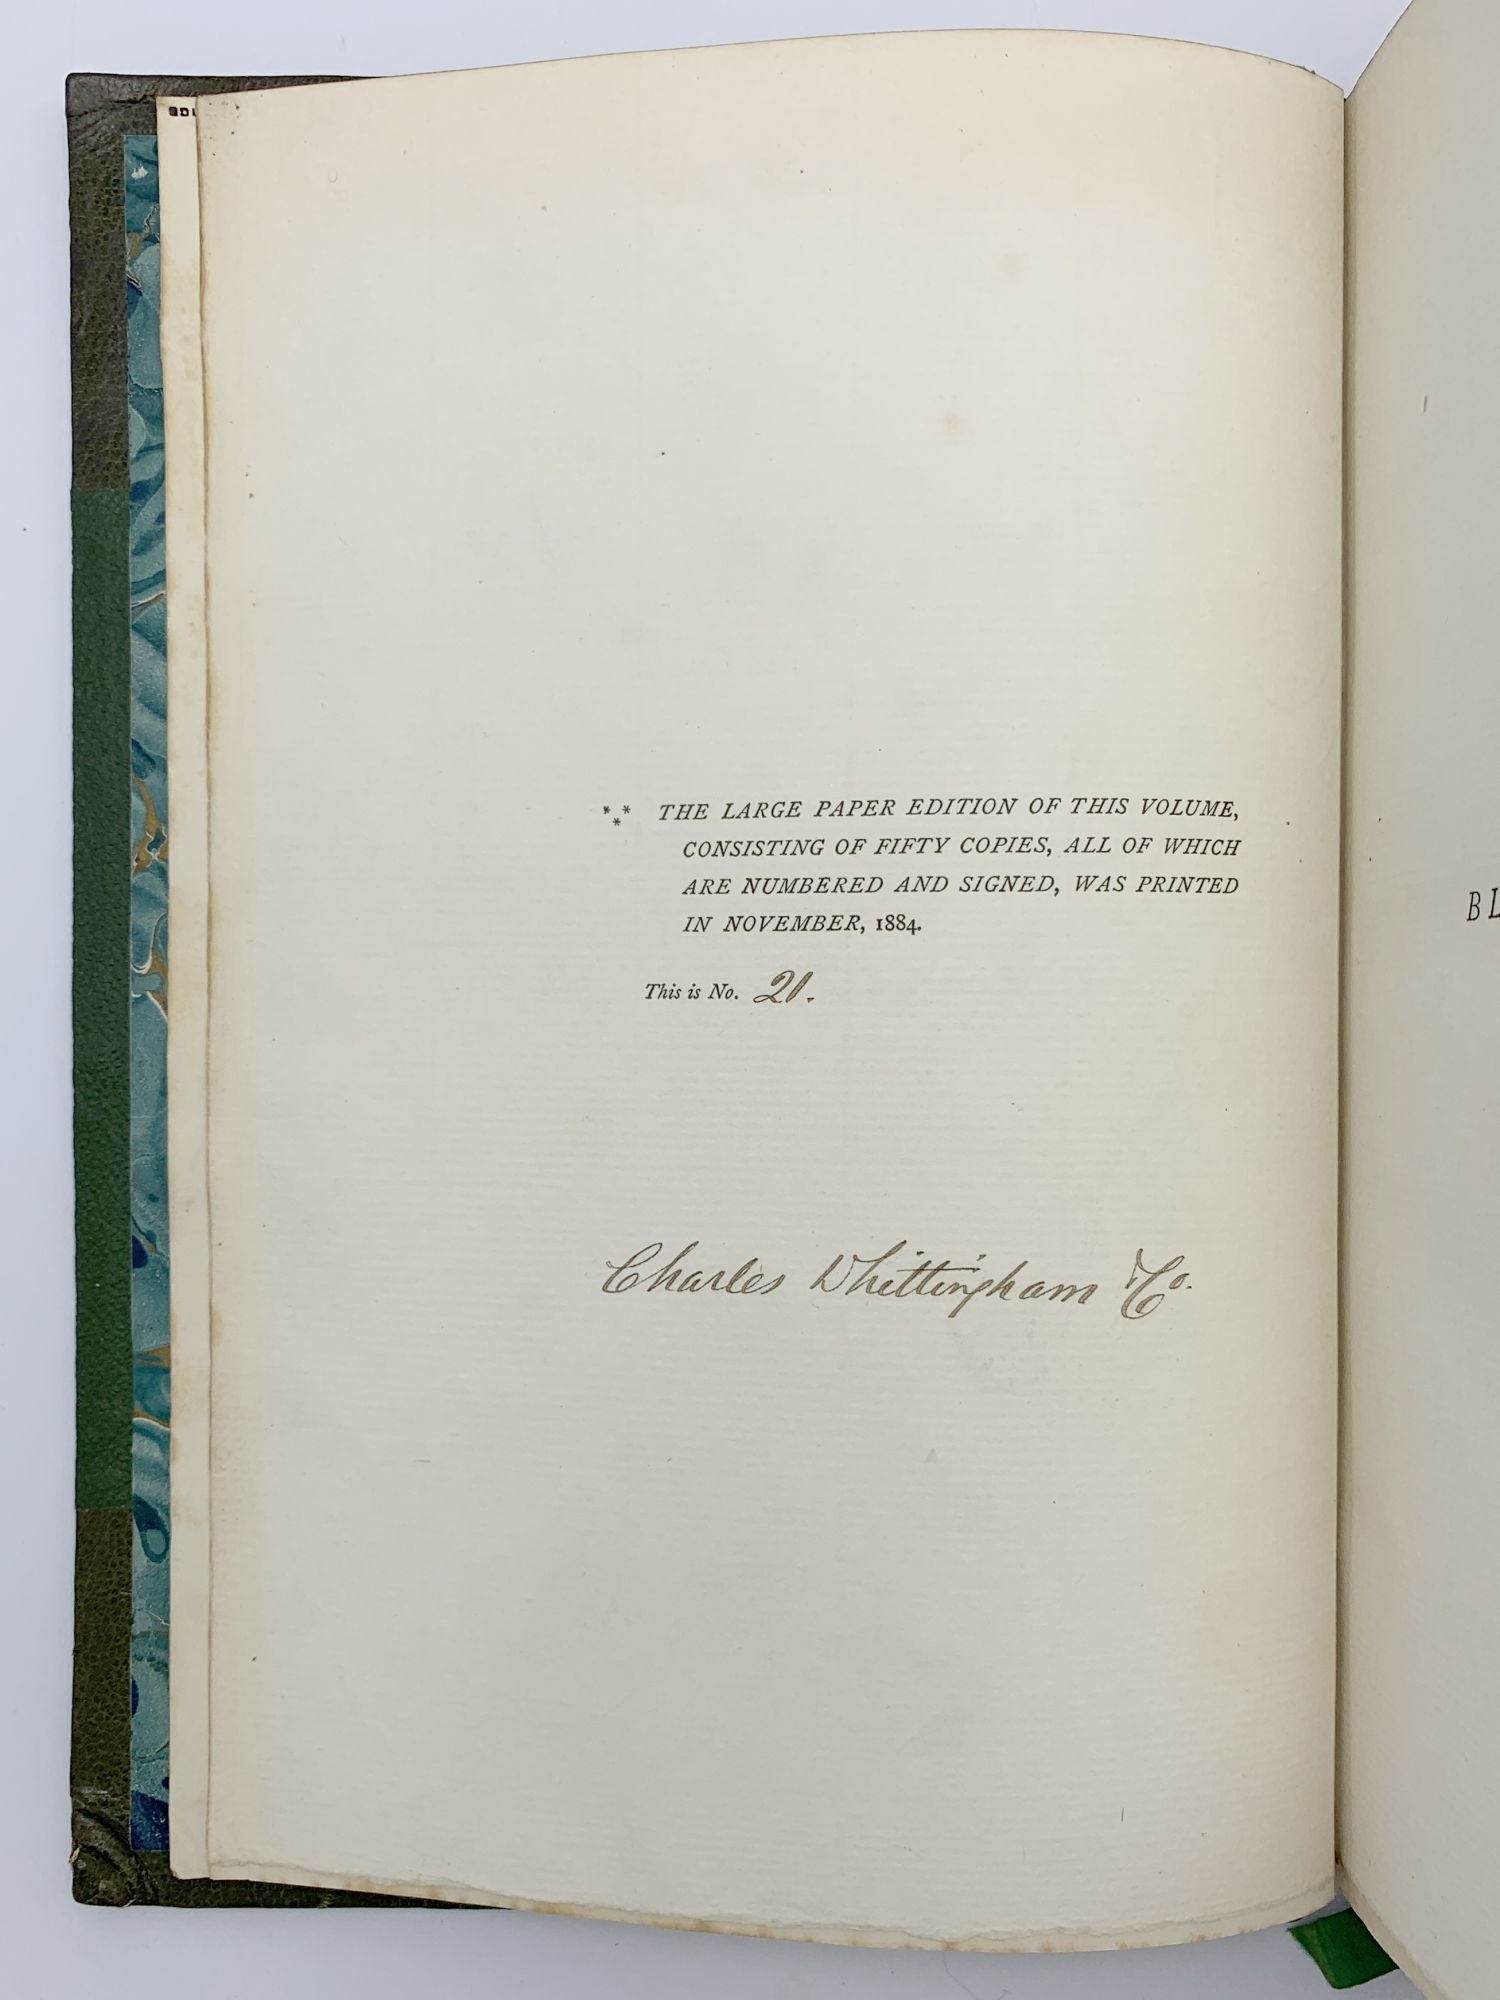 ⁂ THE LARGE PAPER EDITION OF THIS VOLUME,
CONSISTING OF FIFTY COPIES, ALL OF WHICH
ARE NUMBERED AND SIGNED, WAS PRINTED
IN NOVEMBER, 1884.
This is No. 21.
Charles Whittingham & Co.
BL